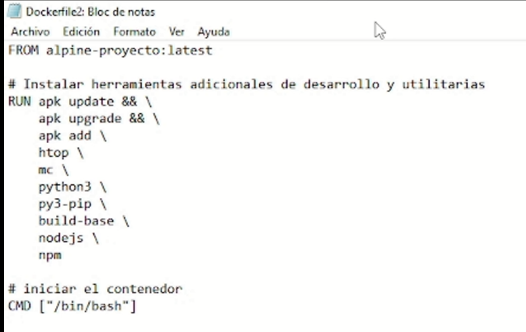 Dockerfile2: Bloc de notas
Archivo Edición Formato Ver Ayuda
FROM alpine-proyecto:latest
# Instalar herramientas adicionales de desarrollo y utilitarias
RUN apk update && \
    apk upgrade && \
    apk add \
    htop \
    mc \
    python3 \
    py3-pip \
    build-base \
    nodejs \
    npm
# iniciar el contenedor
CMD ["/bin/bash"]